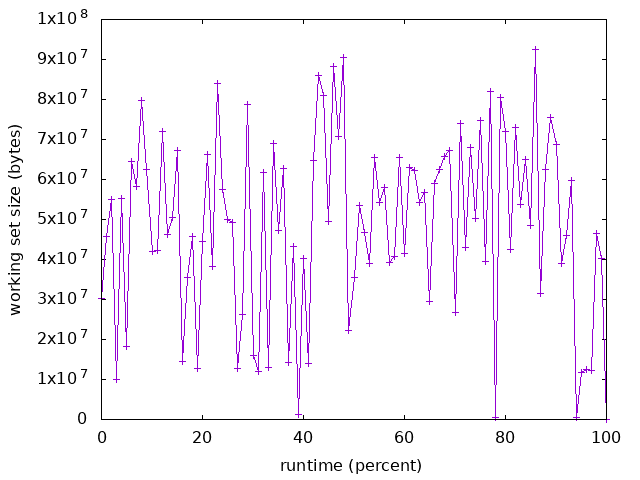 1x10^8
9x10^7
8x10^7
7x10^7
6x10^7
5x10^7
4x10^7
3x10^7
2x10^7
1x10^7
0
0 20 40 60 80 100
working set size (bytes)
runtime (percent)